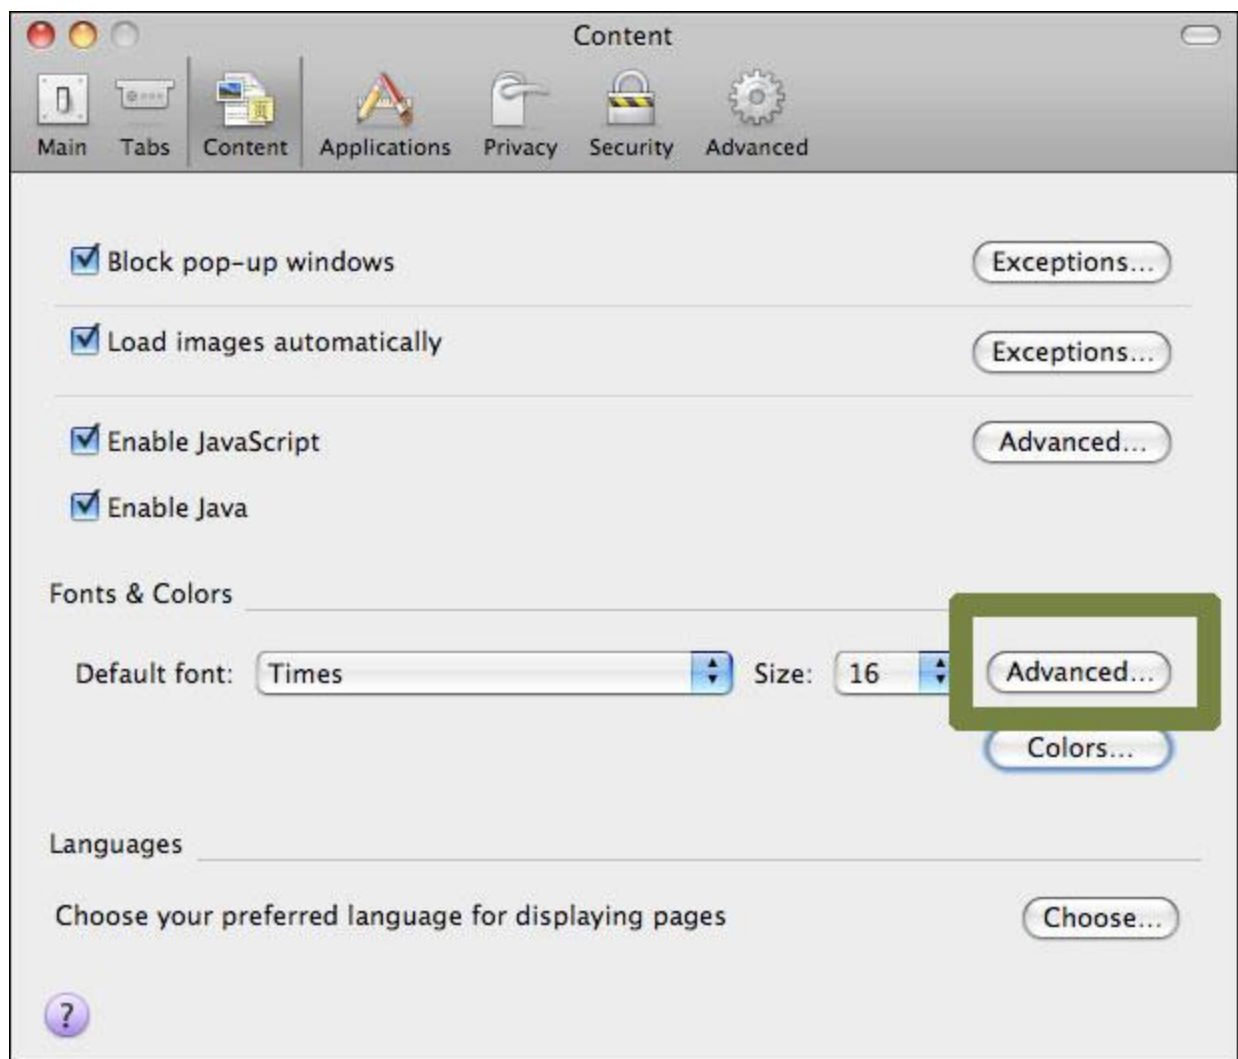 Content
Main Tabs Content Applications Privacy Security Advanced
Block pop-up windows Exceptions...
Load images automatically Exceptions...
Enable JavaScript Advanced...
Enable Java
Fonts & Colors
Default font: Times Size: 16 Advanced...
Colors...
Languages
Choose your preferred language for displaying pages Choose...
?